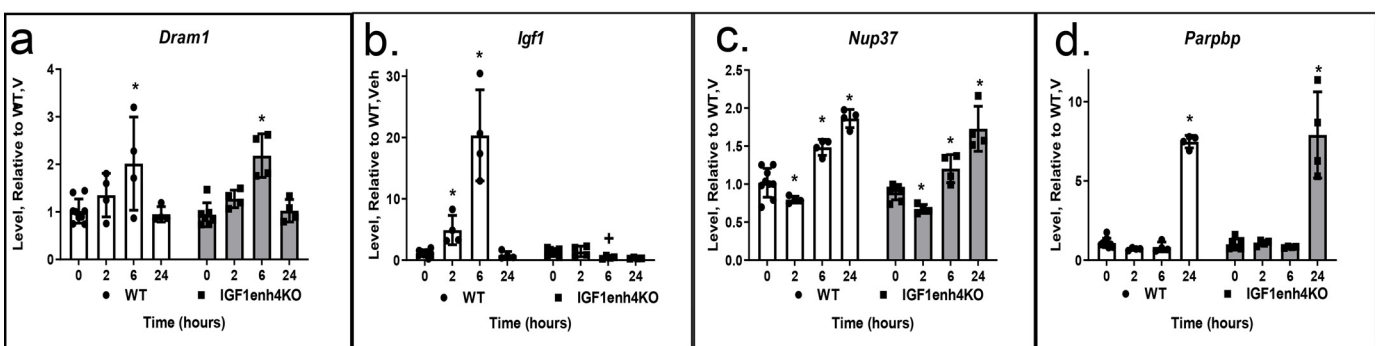 a
Dram1
Level, Relative to WT,V
4
3
2
1
0
*
*
0 2 6 24 0 2 6 24
WT IGF1enh4KO
Time (hours)
b.
Igf1
Level, Relative to WT,Veh
30
20
10
0
*
*
+
0 2 6 24 0 2 6 24
WT IGF1enh4KO
Time (hours)
c.
Nup37
Level, Relative to WT,V
2.5
2.0
1.5
1.0
0.5
0.0
* * * * * *
0 2 6 24 0 2 6 24
WT IGF1enh4KO
Time (hours)
d.
Parpbp
Level, Relative to WT,V
10
5
0
*
*
0 2 6 24 0 2 6 24
WT IGF1enh4KO
Time (hours)